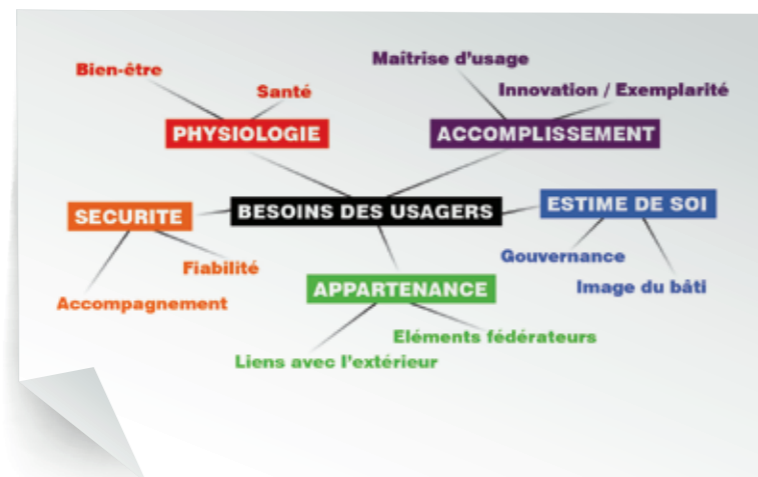 Bien-être
Santé
PHYSIOLOGIE
Maîtrise d'usage
Innovation / Exemplarité
ACCOMPLISSEMENT
SECURITE
Fiabilité
Accompagnement
BESOINS DES USAGERS
ESTIME DE SOI
Gouvernance
Image du bâti
APPARTENANCE
Eléments fédérateurs
Liens avec l'extérieur